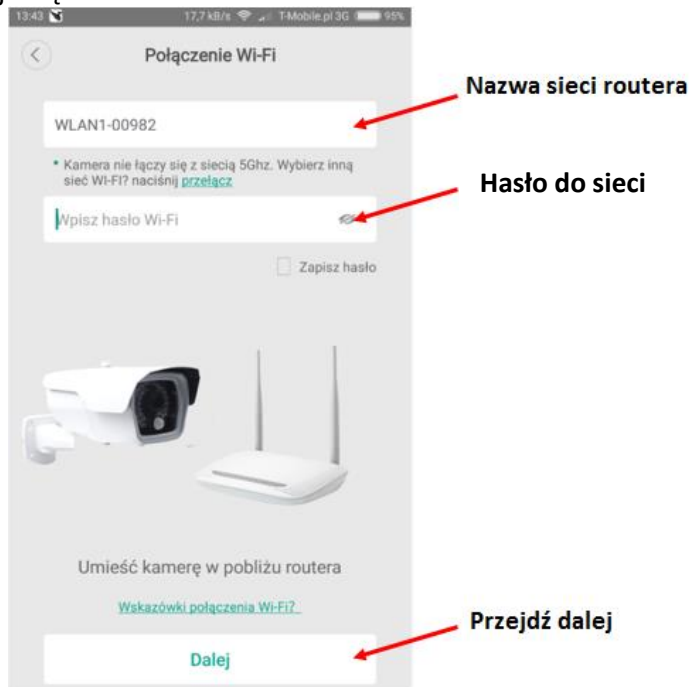 13:43 17,7 kB/s T-Mobile.pl 3G 95%
Połączenie Wi-Fi
Nazwa sieci routera
WLAN1-00982
* Kamera nie łączy się z siecią 5Ghz. Wybierz inną
sieć WI-FI? naciśnij przełącz
Hasło do sieci
Wpisz hasło Wi-Fi
Zapisz hasło
Umieść kamerę w pobliżu routera
Wskazówki połączenia Wi-Fi?
Przejdź dalej
Dalej